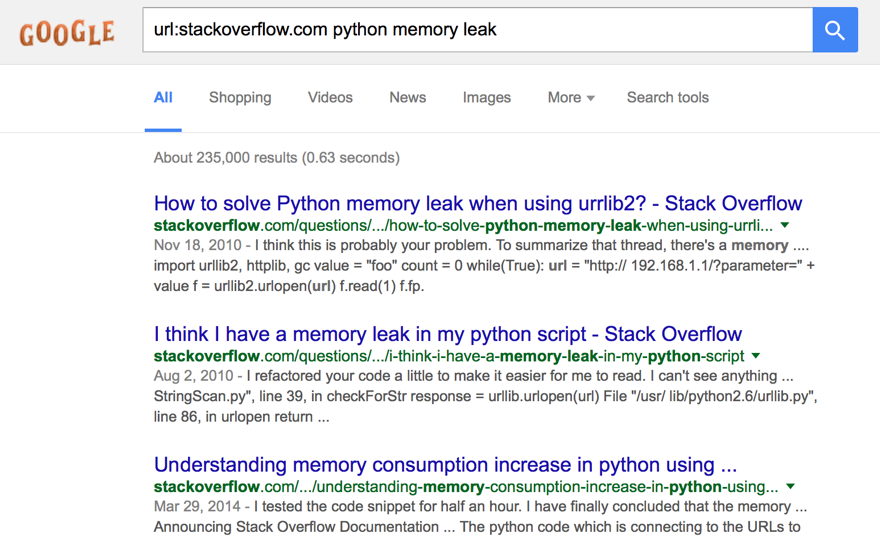 GOOGLE
url:stackoverflow.com python memory leak
All Shopping Videos News Images More Search tools
About 235,000 results (0.63 seconds)
How to solve Python memory leak when using urrlib2? - Stack Overflow
stackoverflow.com/questions/.../how-to-solve-python-memory-leak-when-using-urrli...
Nov 18, 2010 - I think this is probably your problem. To summarize that thread, there's a memory ....
import urllib2, httplib, gc value = "foo" count = 0 while(True): url = "http:// 192.168.1.1/?parameter=" +
value f = urllib2.urlopen(url) f.read(1) f.fp.
I think I have a memory leak in my python script - Stack Overflow
stackoverflow.com/questions/.../i-think-i-have-a-memory-leak-in-my-python-script
Aug 2, 2010 - I refactored your code a little to make it easier for me to read. I can't see anything ...
StringScan.py", line 39, in checkForStr response = urllib.urlopen(url) File "/usr/ lib/python2.6/urllib.py",
line 86, in urlopen return ...
Understanding memory consumption increase in python using ...
stackoverflow.com/.../understanding-memory-consumption-increase-in-python-using...
Mar 29, 2014 - I tested the code snippet for half an hour. I have finally concluded that the memory ...
Announcing Stack Overflow Documentation ... The python code which is connecting to the URLs to